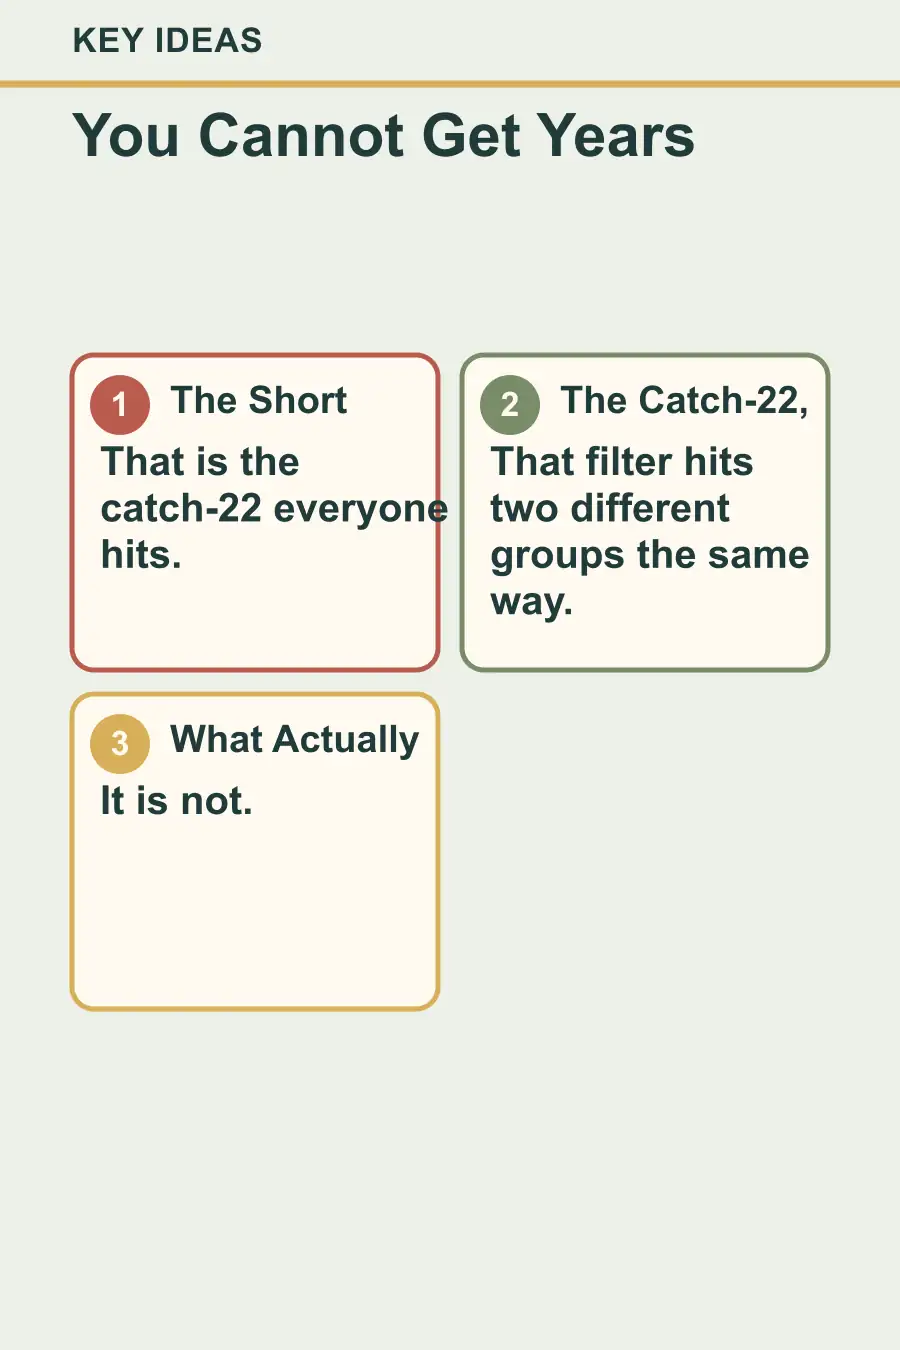 KEY IDEAS
You Cannot Get Years
1
The Short
That is the
catch-22 everyone
hits.
2
The Catch-22,
That filter hits
two different
groups the same
way.
3
What Actually
It is not.